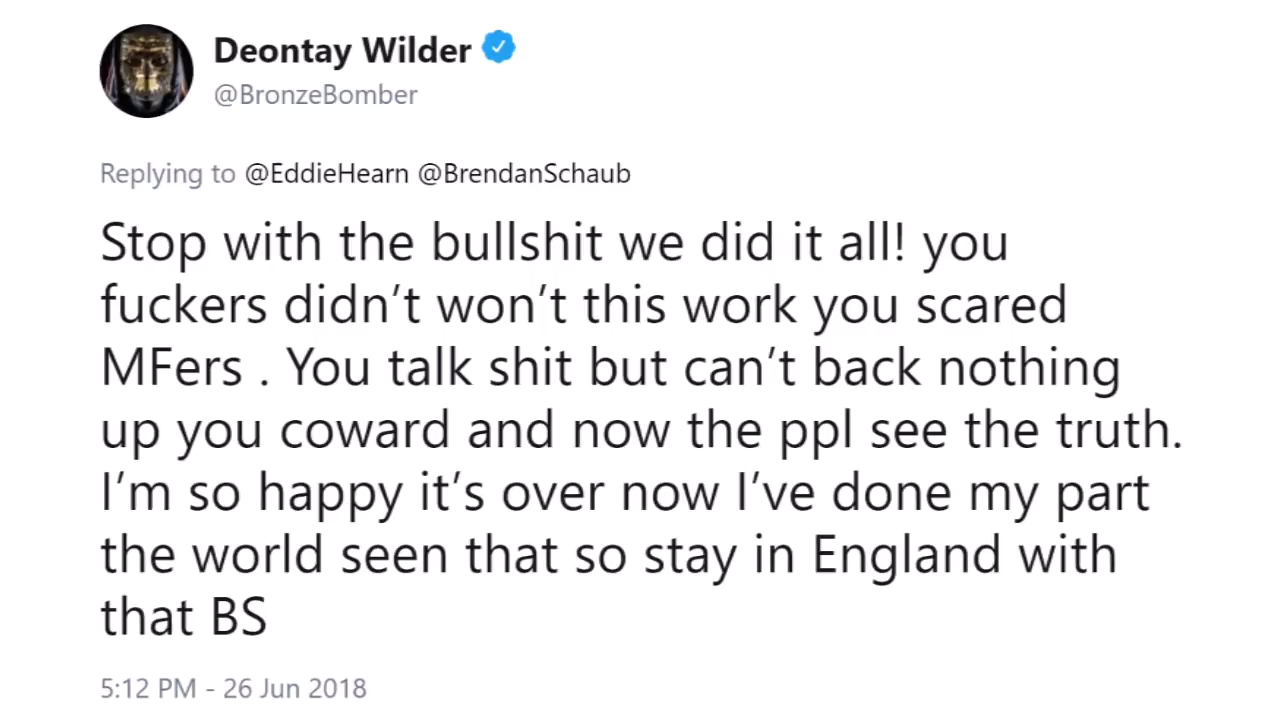 Deontay Wilder
@BronzeBomber
Replying to @EddieHearn @BrendanSchaub
Stop with the bullshit we did it all! you
fuckers didn’t won’t this work you scared
MFers . You talk shit but can’t back nothing
up you coward and now the ppl see the truth.
I’m so happy it’s over now I’ve done my part
the world seen that so stay in England with
that BS
5:12 PM - 26 Jun 2018